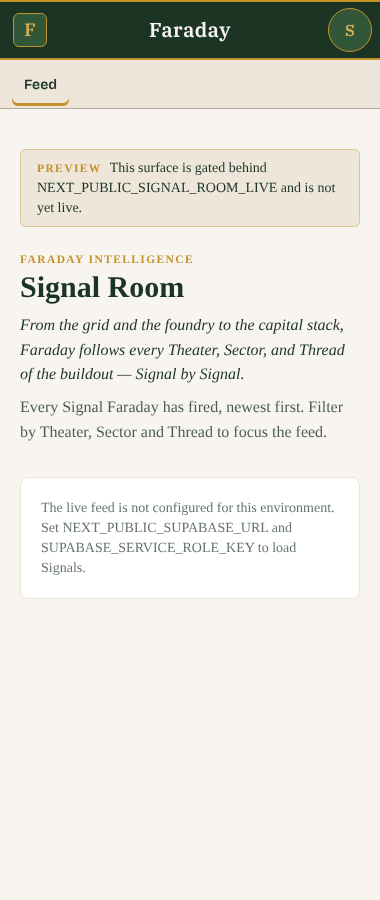 F
Faraday
S
Feed
PREVIEW This surface is gated behind
NEXT_PUBLIC_SIGNAL_ROOM_LIVE and is not
yet live.
FARADAY INTELLIGENCE
Signal Room
From the grid and the foundry to the capital stack,
Faraday follows every Theater, Sector, and Thread
of the buildout — Signal by Signal.
Every Signal Faraday has fired, newest first. Filter
by Theater, Sector and Thread to focus the feed.
The live feed is not configured for this environment.
Set NEXT_PUBLIC_SUPABASE_URL and
SUPABASE_SERVICE_ROLE_KEY to load
Signals.